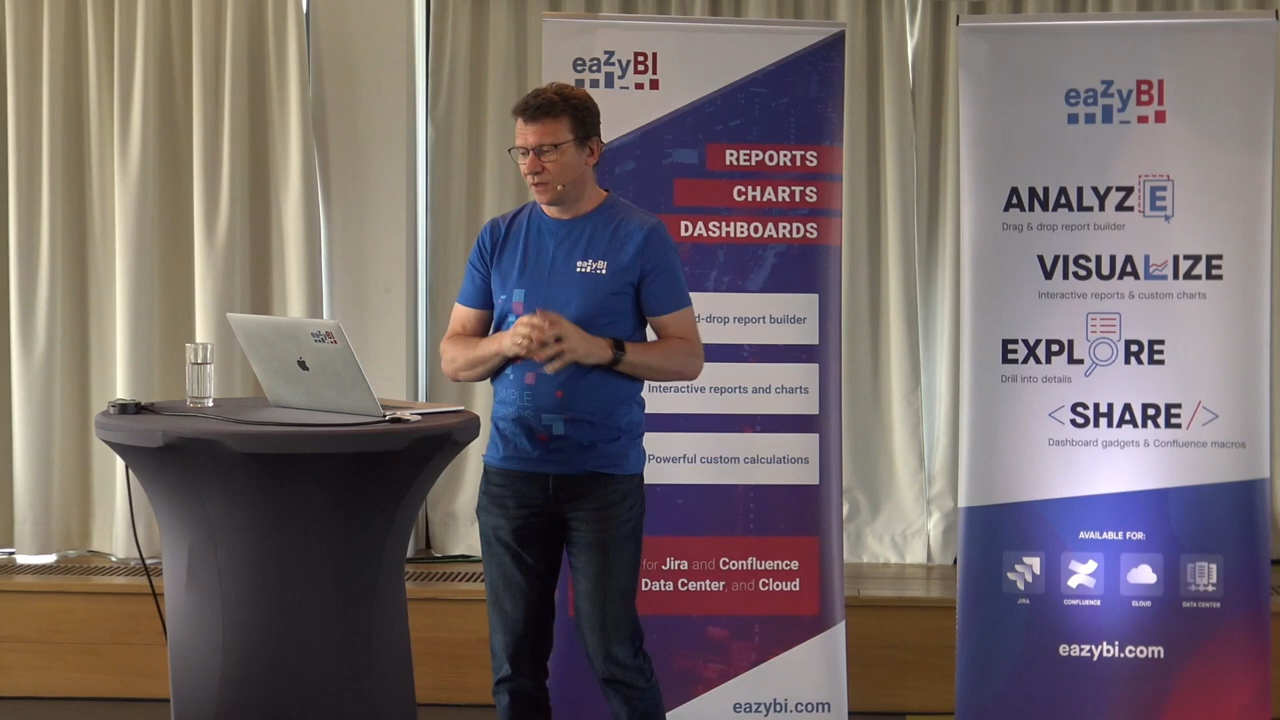 eazyBI
REPORTS
CHARTS
DASHBOARDS
d-drop report builder
Interactive reports and charts
Powerful custom calculations
for Jira and Confluence
Data Center, and Cloud
eazybi.com
eazyBI
ANALYZE
Drag & drop report builder
VISUALIZE
Interactive reports & custom charts
EXPLORE
Drill into details
<SHARE/>
Dashboard gadgets & Confluence macros
AVAILABLE FOR:
JIRA CONFLUENCE CLOUD DATA CENTER
eazybi.com
eazyBI
eazyBI